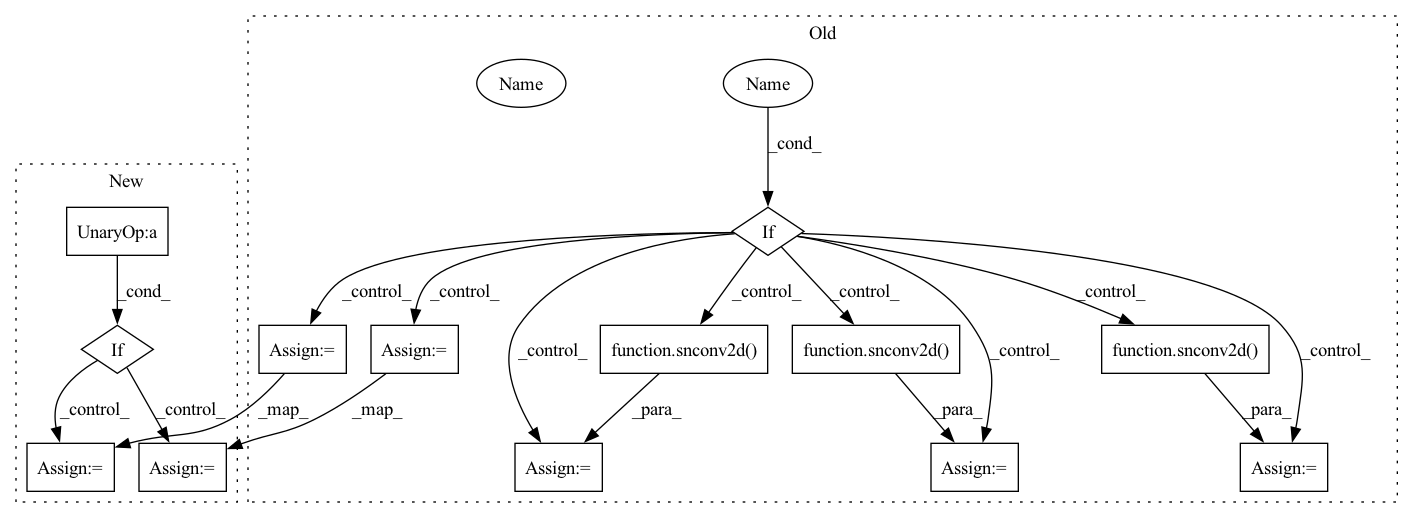 Old
Name
Name
_cond_
New
UnaryOp:a
If
_cond_
_control_
_control_
_control_
_control_
_control_
If
Assign:=
Assign:=
_control_
function.snconv2d()
function.snconv2d()
_control_
function.snconv2d()
_control_
_control_
_control_
_map_
_map_
_para_
_para_
_para_
Assign:=
Assign:=
Assign:=
Assign:=
Assign:=